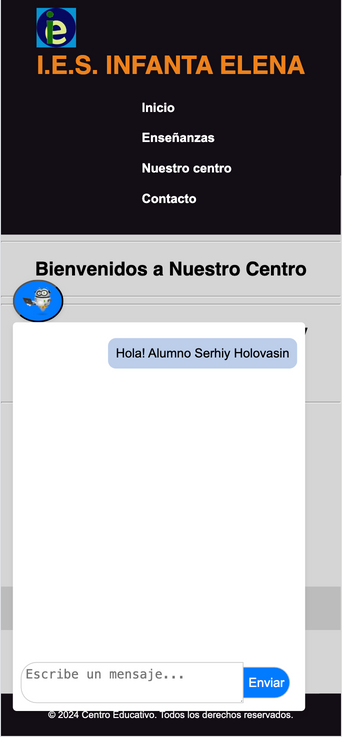 ie
I.E.S. INFANTA ELENA
Inicio
Enseñanzas
Nuestro centro
Contacto
Bienvenidos a Nuestro Centro
Hola! Alumno Serhiy Holovasin
Escribe un mensaje...
Enviar
© 2024 Centro Educativo. Todos los derechos reservados.